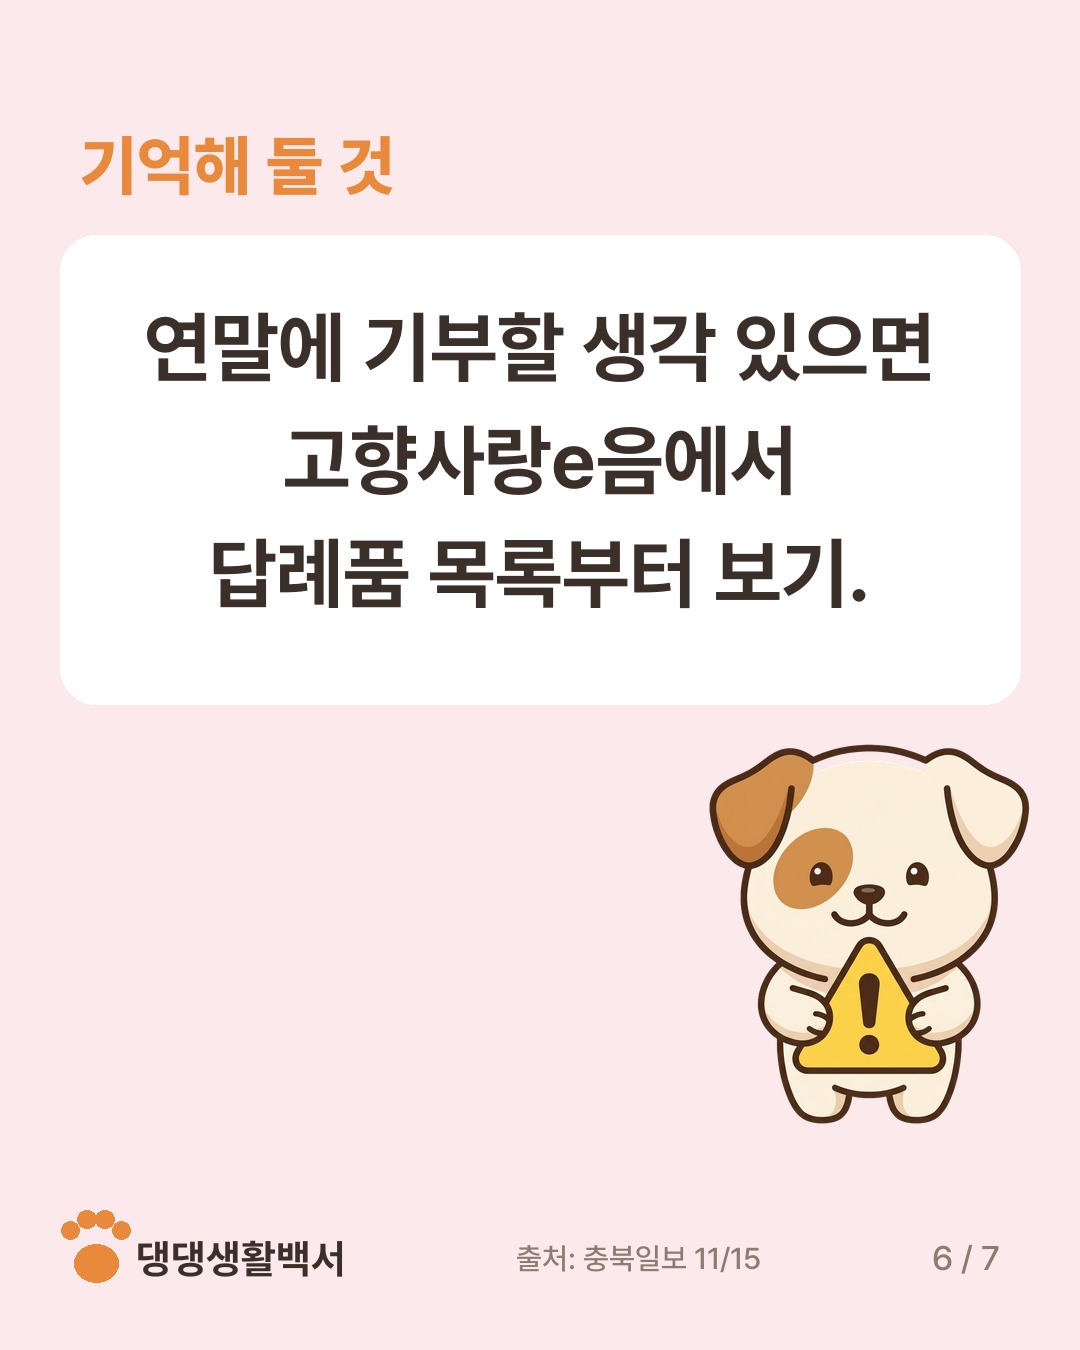 기억해 둘 것
연말에 기부할 생각 있으면
고향사랑e음에서
답례품 목록부터 보기.
!
댕댕생활백서
출처: 충북일보 11/15
6 / 7